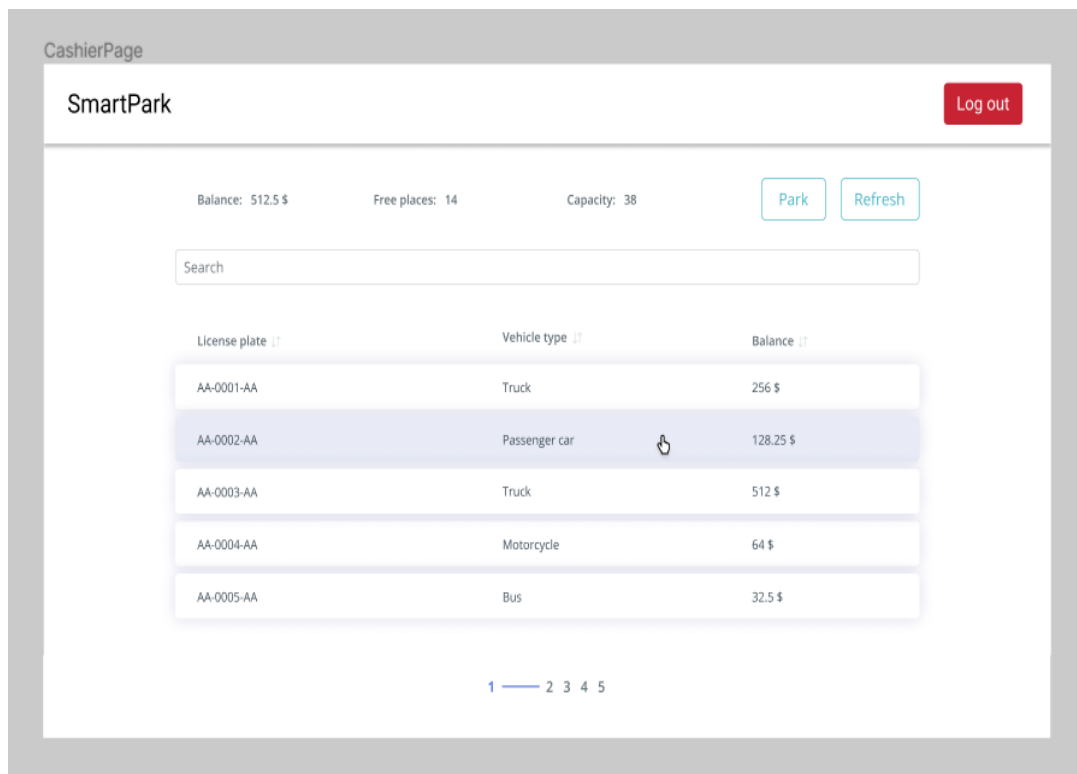 CashierPage
SmartPark Log out
Balance: 512.5 $ Free places: 14 Capacity: 38 Park Refresh
Search
License plate ↓↑ Vehicle type ↓↑ Balance ↓↑
AA-0001-AA Truck 256 $
AA-0002-AA Passenger car 128.25 $
AA-0003-AA Truck 512 $
AA-0004-AA Motorcycle 64 $
AA-0005-AA Bus 32.5 $
1 2 3 4 5